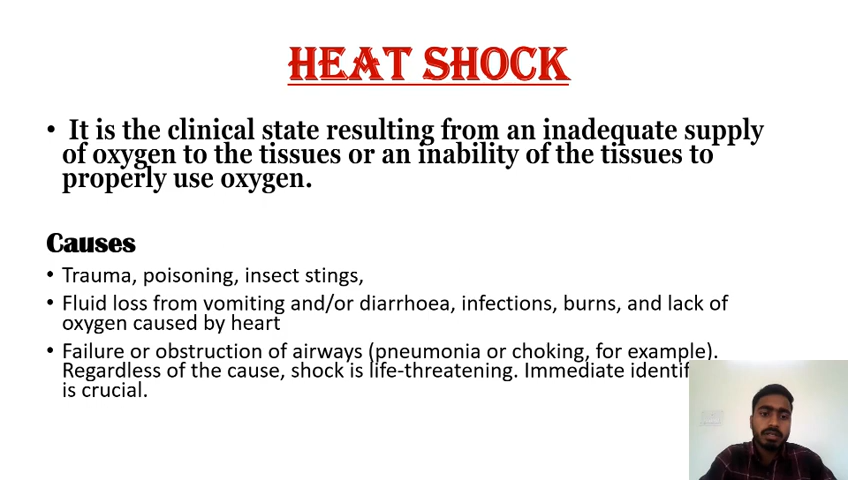 HEAT SHOCK
• It is the clinical state resulting from an inadequate supply
of oxygen to the tissues or an inability of the tissues to
properly use oxygen.
Causes
• Trauma, poisoning, insect stings,
• Fluid loss from vomiting and/or diarrhoea, infections, burns, and lack of
oxygen caused by heart
• Failure or obstruction of airways (pneumonia or choking, for example).
Regardless of the cause, shock is life-threatening. Immediate
is crucial.